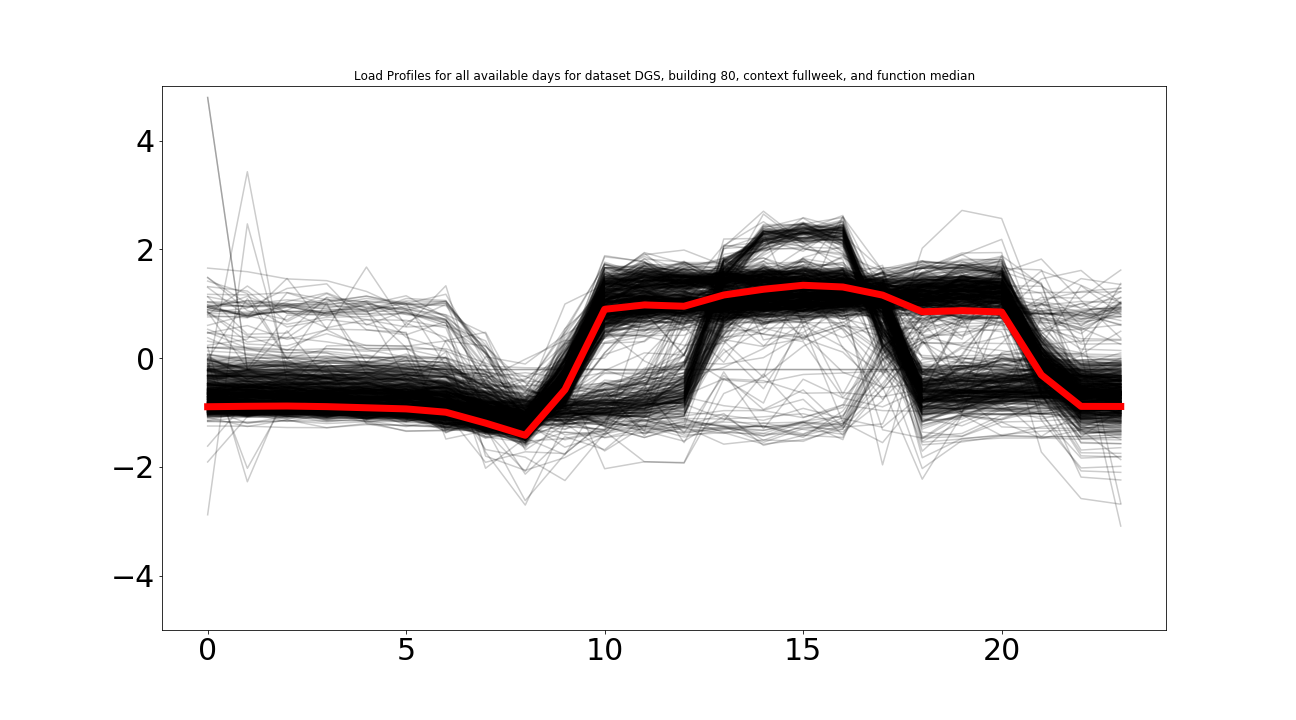 Load Profiles for all available days for dataset DGS, building 80, context fullweek, and function median
4
2
0
−2
−4
0 5 10 15 20